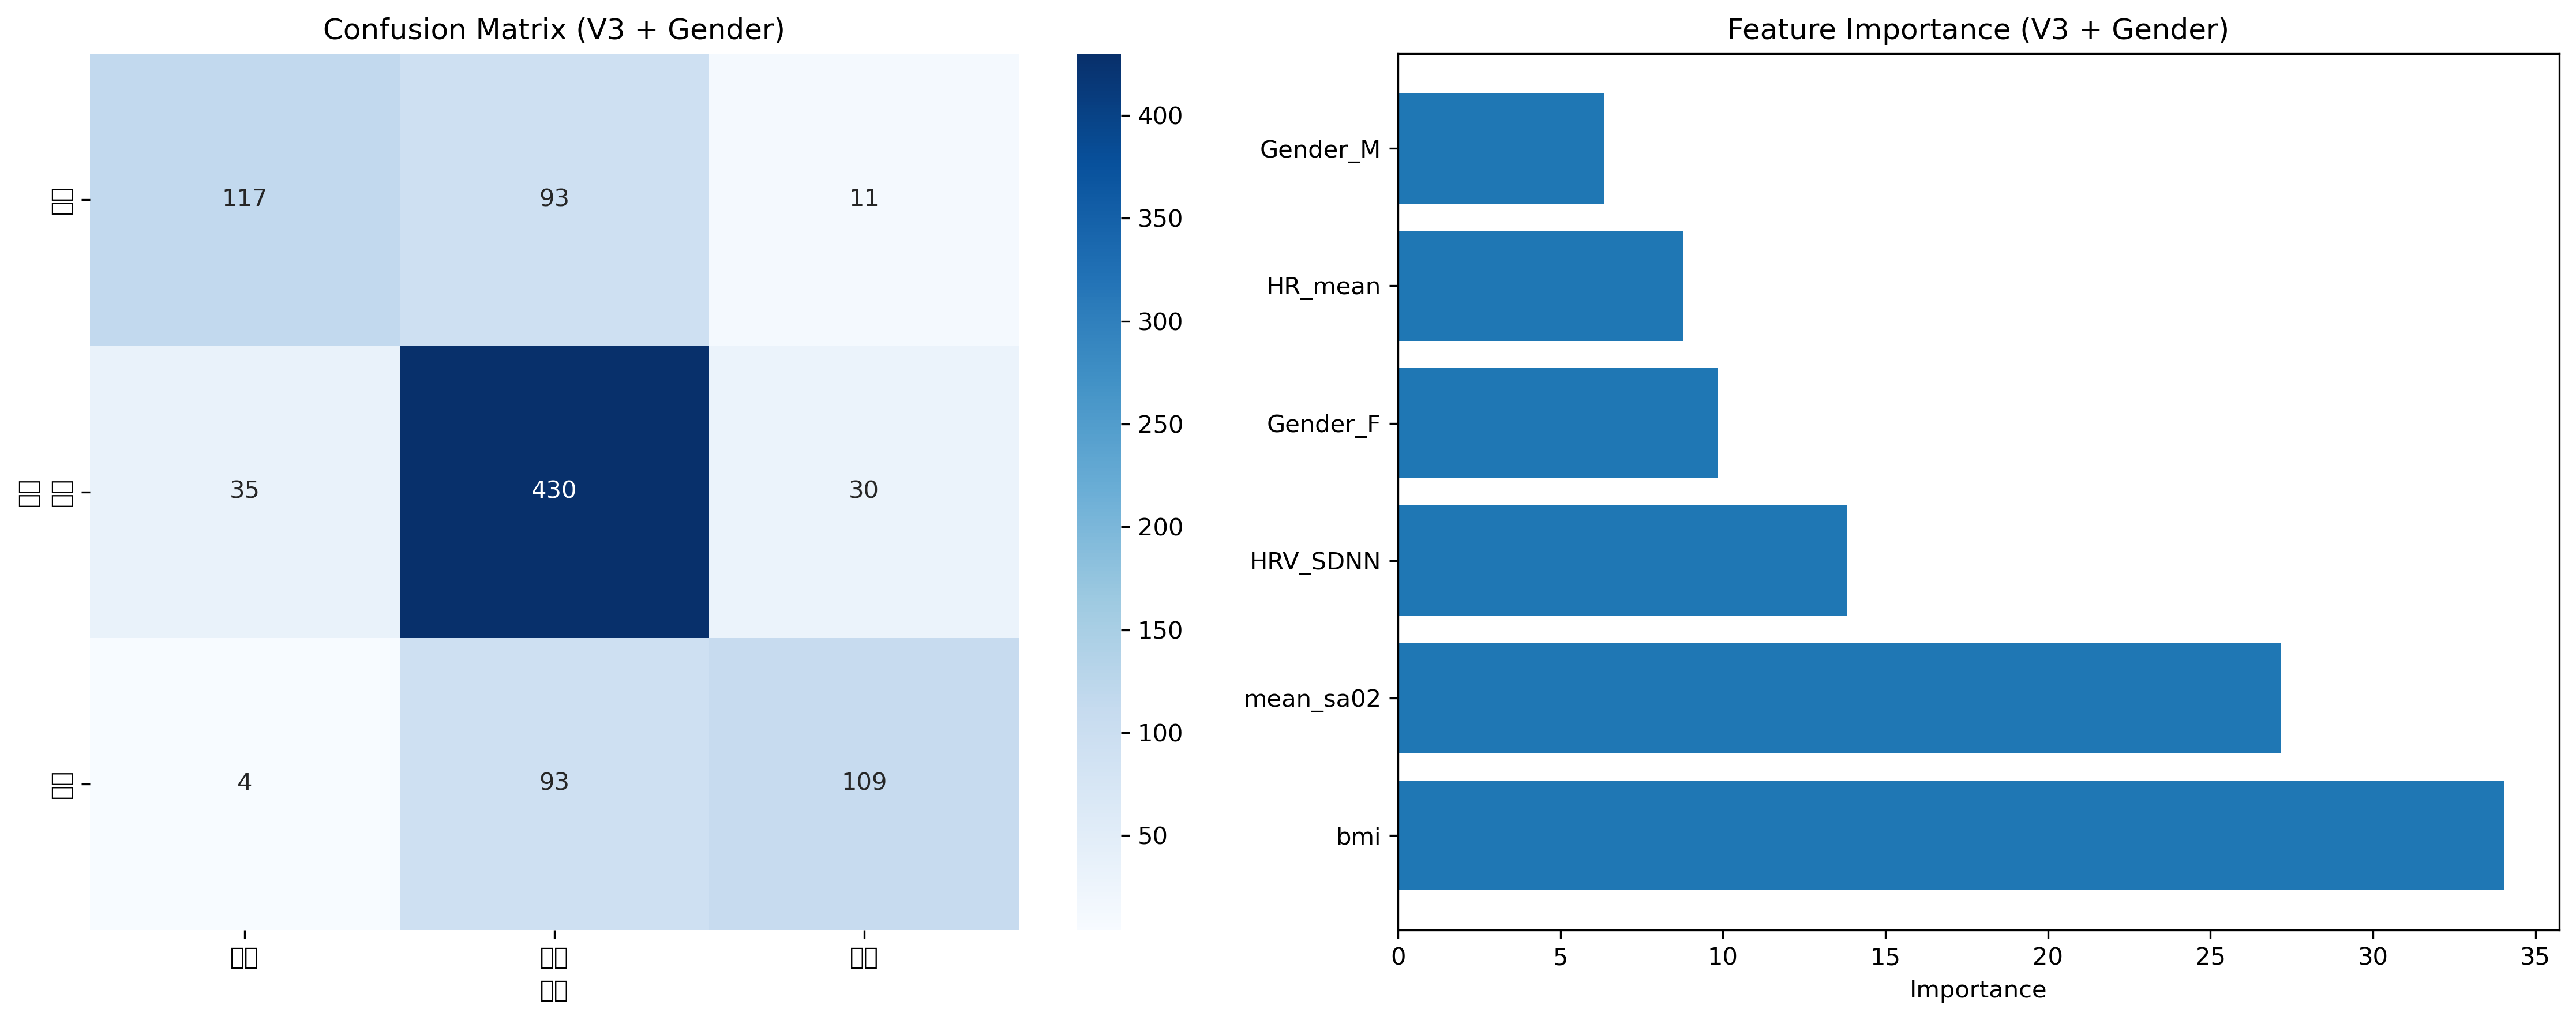 Confusion Matrix (V3 + Gender)
117 93 11
35 430 30
4 93 109
400
350
300
250
200
150
100
50
Feature Importance (V3 + Gender)
Gender_M
HR_mean
Gender_F
HRV_SDNN
mean_sa02
bmi
0 5 10 15 20 25 30 35
Importance